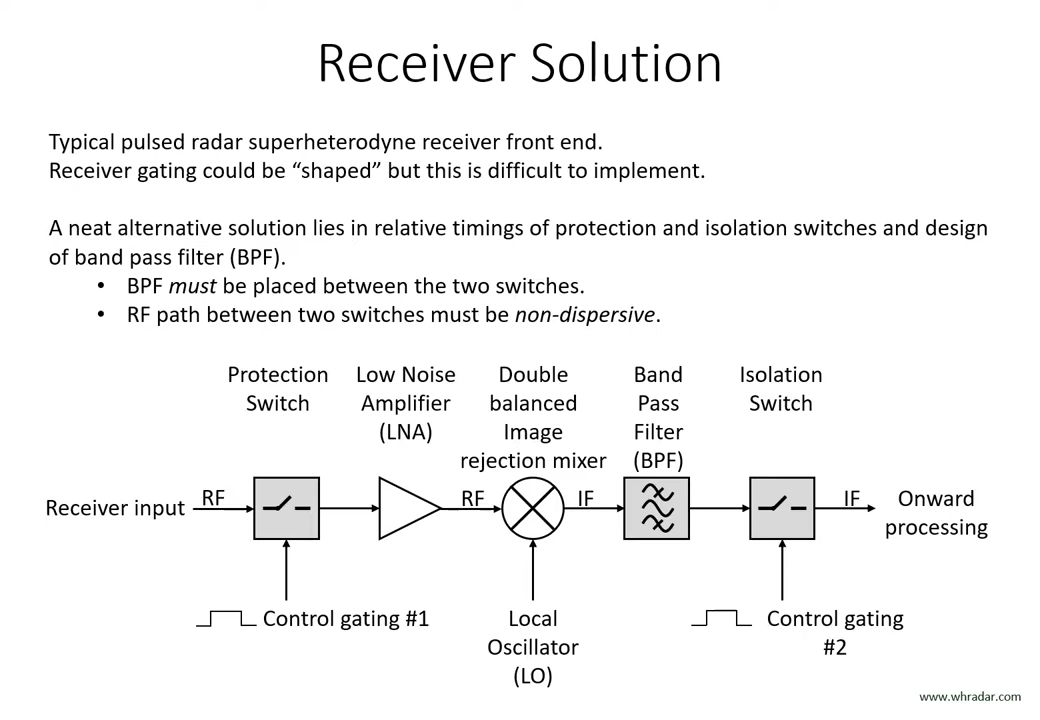 Receiver Solution
Typical pulsed radar superheterodyne receiver front end.
Receiver gating could be “shaped” but this is difficult to implement.
A neat alternative solution lies in relative timings of protection and isolation switches and design
of band pass filter (BPF).
• BPF must be placed between the two switches.
• RF path between two switches must be non-dispersive.
Protection
Switch
Low Noise
Amplifier
(LNA)
Double
balanced
Image
rejection mixer
Band
Pass
Filter
(BPF)
Isolation
Switch
Receiver input
RF
RF
IF
IF
Onward
processing
Control gating #1
Local
Oscillator
(LO)
Control gating
#2
www.whradar.com